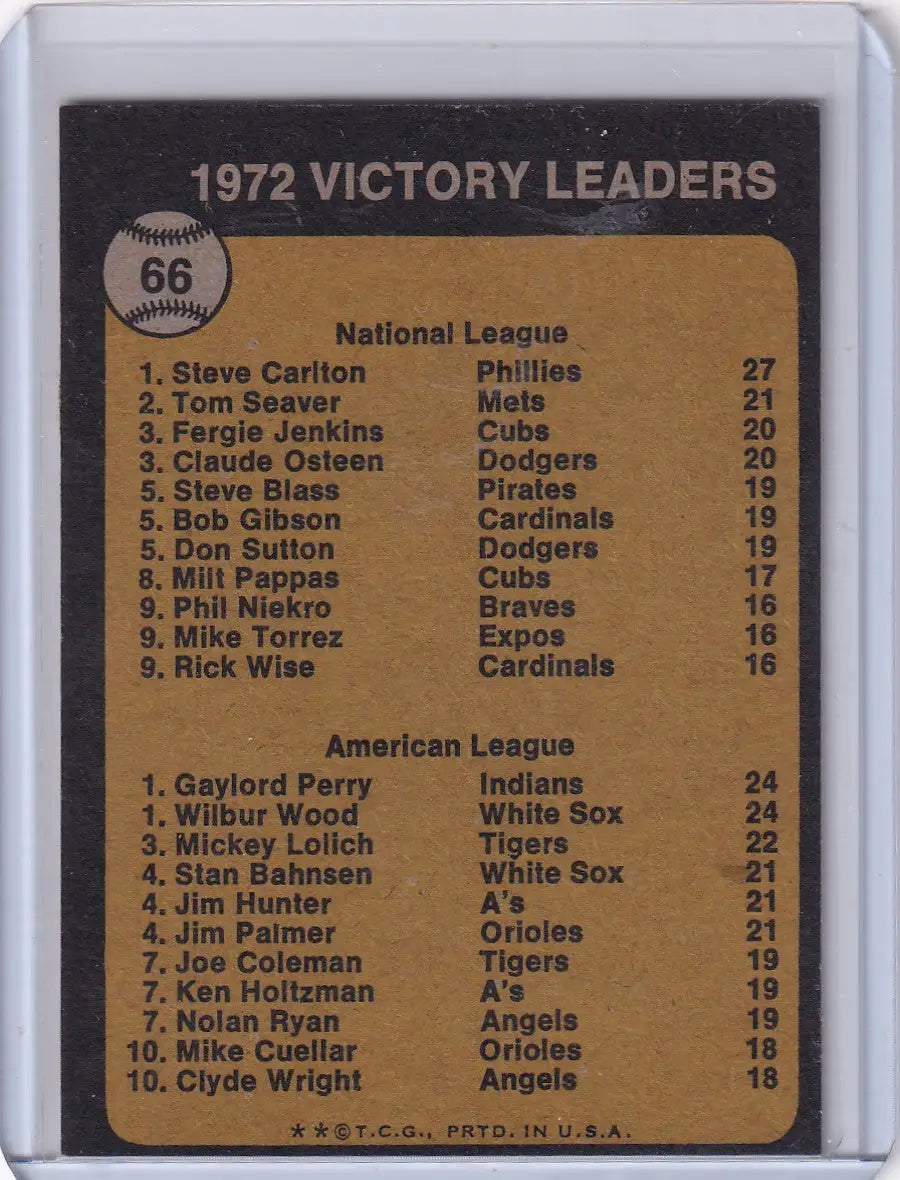 1972 VICTORY LEADERS
66
National League
1. Steve Carlton Phillies 27
2. Tom Seaver Mets 21
3. Fergie Jenkins Cubs 20
3. Claude Osteen Dodgers 20
5. Steve Blass Pirates 19
5. Bob Gibson Cardinals 19
5. Don Sutton Dodgers 19
8. Milt Pappas Cubs 17
9. Phil Niekro Braves 16
9. Mike Torrez Expos 16
9. Rick Wise Cardinals 16
American League
1. Gaylord Perry Indians 24
1. Wilbur Wood White Sox 24
3. Mickey Lolich Tigers 22
4. Stan Bahnsen White Sox 21
4. Jim Hunter A's 21
4. Jim Palmer Orioles 21
7. Joe Coleman Tigers 19
7. Ken Holtzman A's 19
7. Nolan Ryan Angels 19
10. Mike Cuellar Orioles 18
10. Clyde Wright Angels 18
**©T.C.G., PRTD. IN U.S.A.